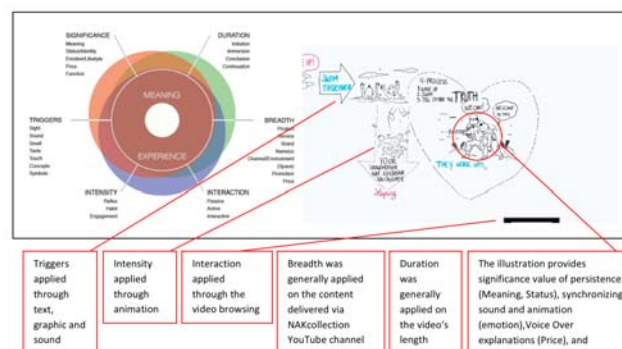 SIGNIFICANCE
Meaning
Status/Identity
Emotion/Lifestyle
Price
Function
DURATION
Initiation
Immersion
Conclusion
Continuation
MEANING
TRIGGERS
Sight
Sound
Smell
Taste
Touch
Concepts
Symbols
BREADTH
Product
Service
Brand
Name(s)
Channel/Environment
(Space)
Promotion
Price
EXPERIENCE
INTENSITY
Reflex
Habit
Engagement
INTERACTION
Passive
Active
Interactive
SWIM
TOGETHER
TRUTH
THEY WORK
YOUR
Triggers
applied
through
text,
graphic and
sound
Intensity
applied
through
animation
Interaction
applied
through the
video browsing
Breadth was
generally applied
on the content
delivered via
NAKcollection
YouTube channel
Duration
was
generally
applied on
the video's
length
The illustration provides
significance value of persistence
(Meaning, Status), synchronizing
sound and animation
(emotion),Voice Over
explanations (Price), and